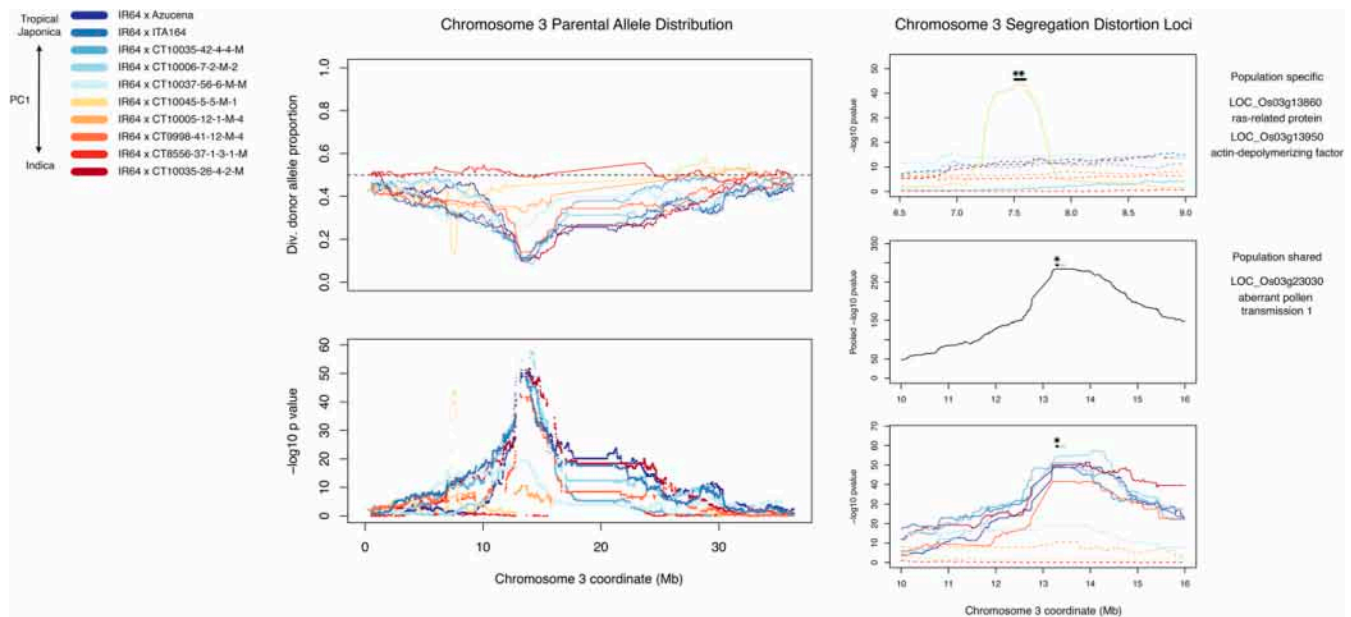 Tropical
Japonica
PC1
Indica
IR64 x Azucena
IR64 x ITA164
IR64 x CT10035-42-4-4-M
IR64 x CT10006-7-2-M-2
IR64 x CT10037-56-6-M-M
IR64 x CT10045-5-5-M-1
IR64 x CT10005-12-1-M-4
IR64 x CT9998-41-12-M-4
IR64 x CT8556-37-1-3-1-M
IR64 x CT10035-26-4-2-M
Chromosome 3 Parental Allele Distribution
Div. donor allele proportion
1.0
0.8
0.6
0.4
0.2
0.0
−log10 p value
60
50
40
30
20
10
0
0 10 20 30
Chromosome 3 coordinate (Mb)
Chromosome 3 Segregation Distortion Loci
−log10 pvalue
50
40
30
20
10
0
**
6.5 7.0 7.5 8.0 8.5 9.0
Population specific
LOC_Os03g13860
ras-related protein
LOC_Os03g13950
actin-depolymerizing factor
Pooled −log10 pvalue
350
250
150
50
0
*
10 11 12 13 14 15 16
Population shared
LOC_Os03g23030
aberrant pollen
transmission 1
−log10 pvalue
70
60
50
40
30
20
10
0
*
10 11 12 13 14 15 16
Chromosome 3 coordinate (Mb)